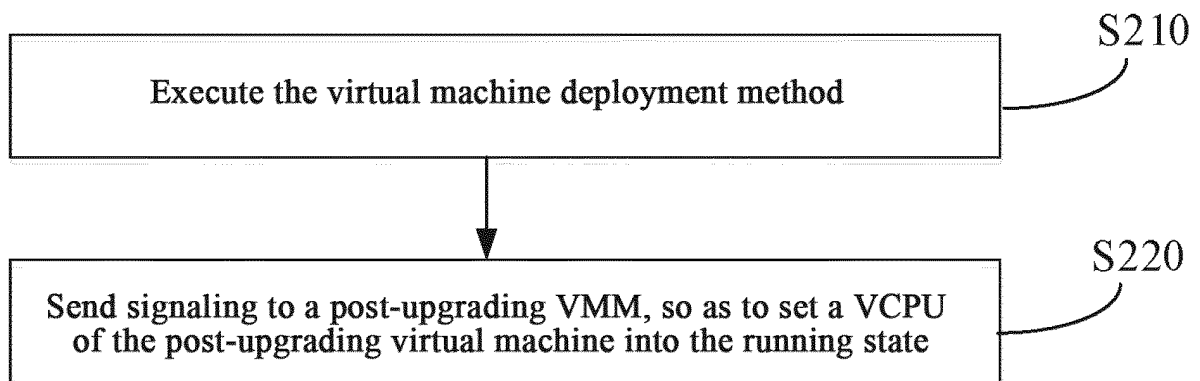 S210
Execute the virtual machine deployment method
S220
Send signaling to a post-upgrading VMM, so as to set a VCPU
of the post-upgrading virtual machine into the running state